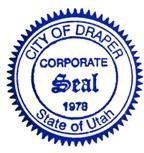 CITY OF DRAPER
CORPORATE
Seal
1978
State of Utah